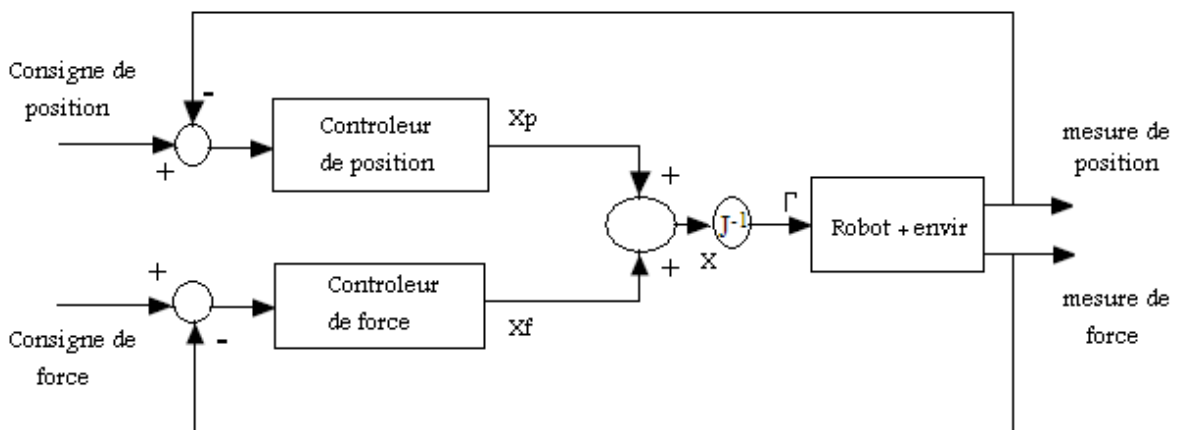 Consigne de
position
-
+
Controleur
de position
Xp
+
mesure de
position
Γ
J-1
Robot + envir
X
+
+
Controleur
de force
Xf
-
Consigne de
force
mesure de
force